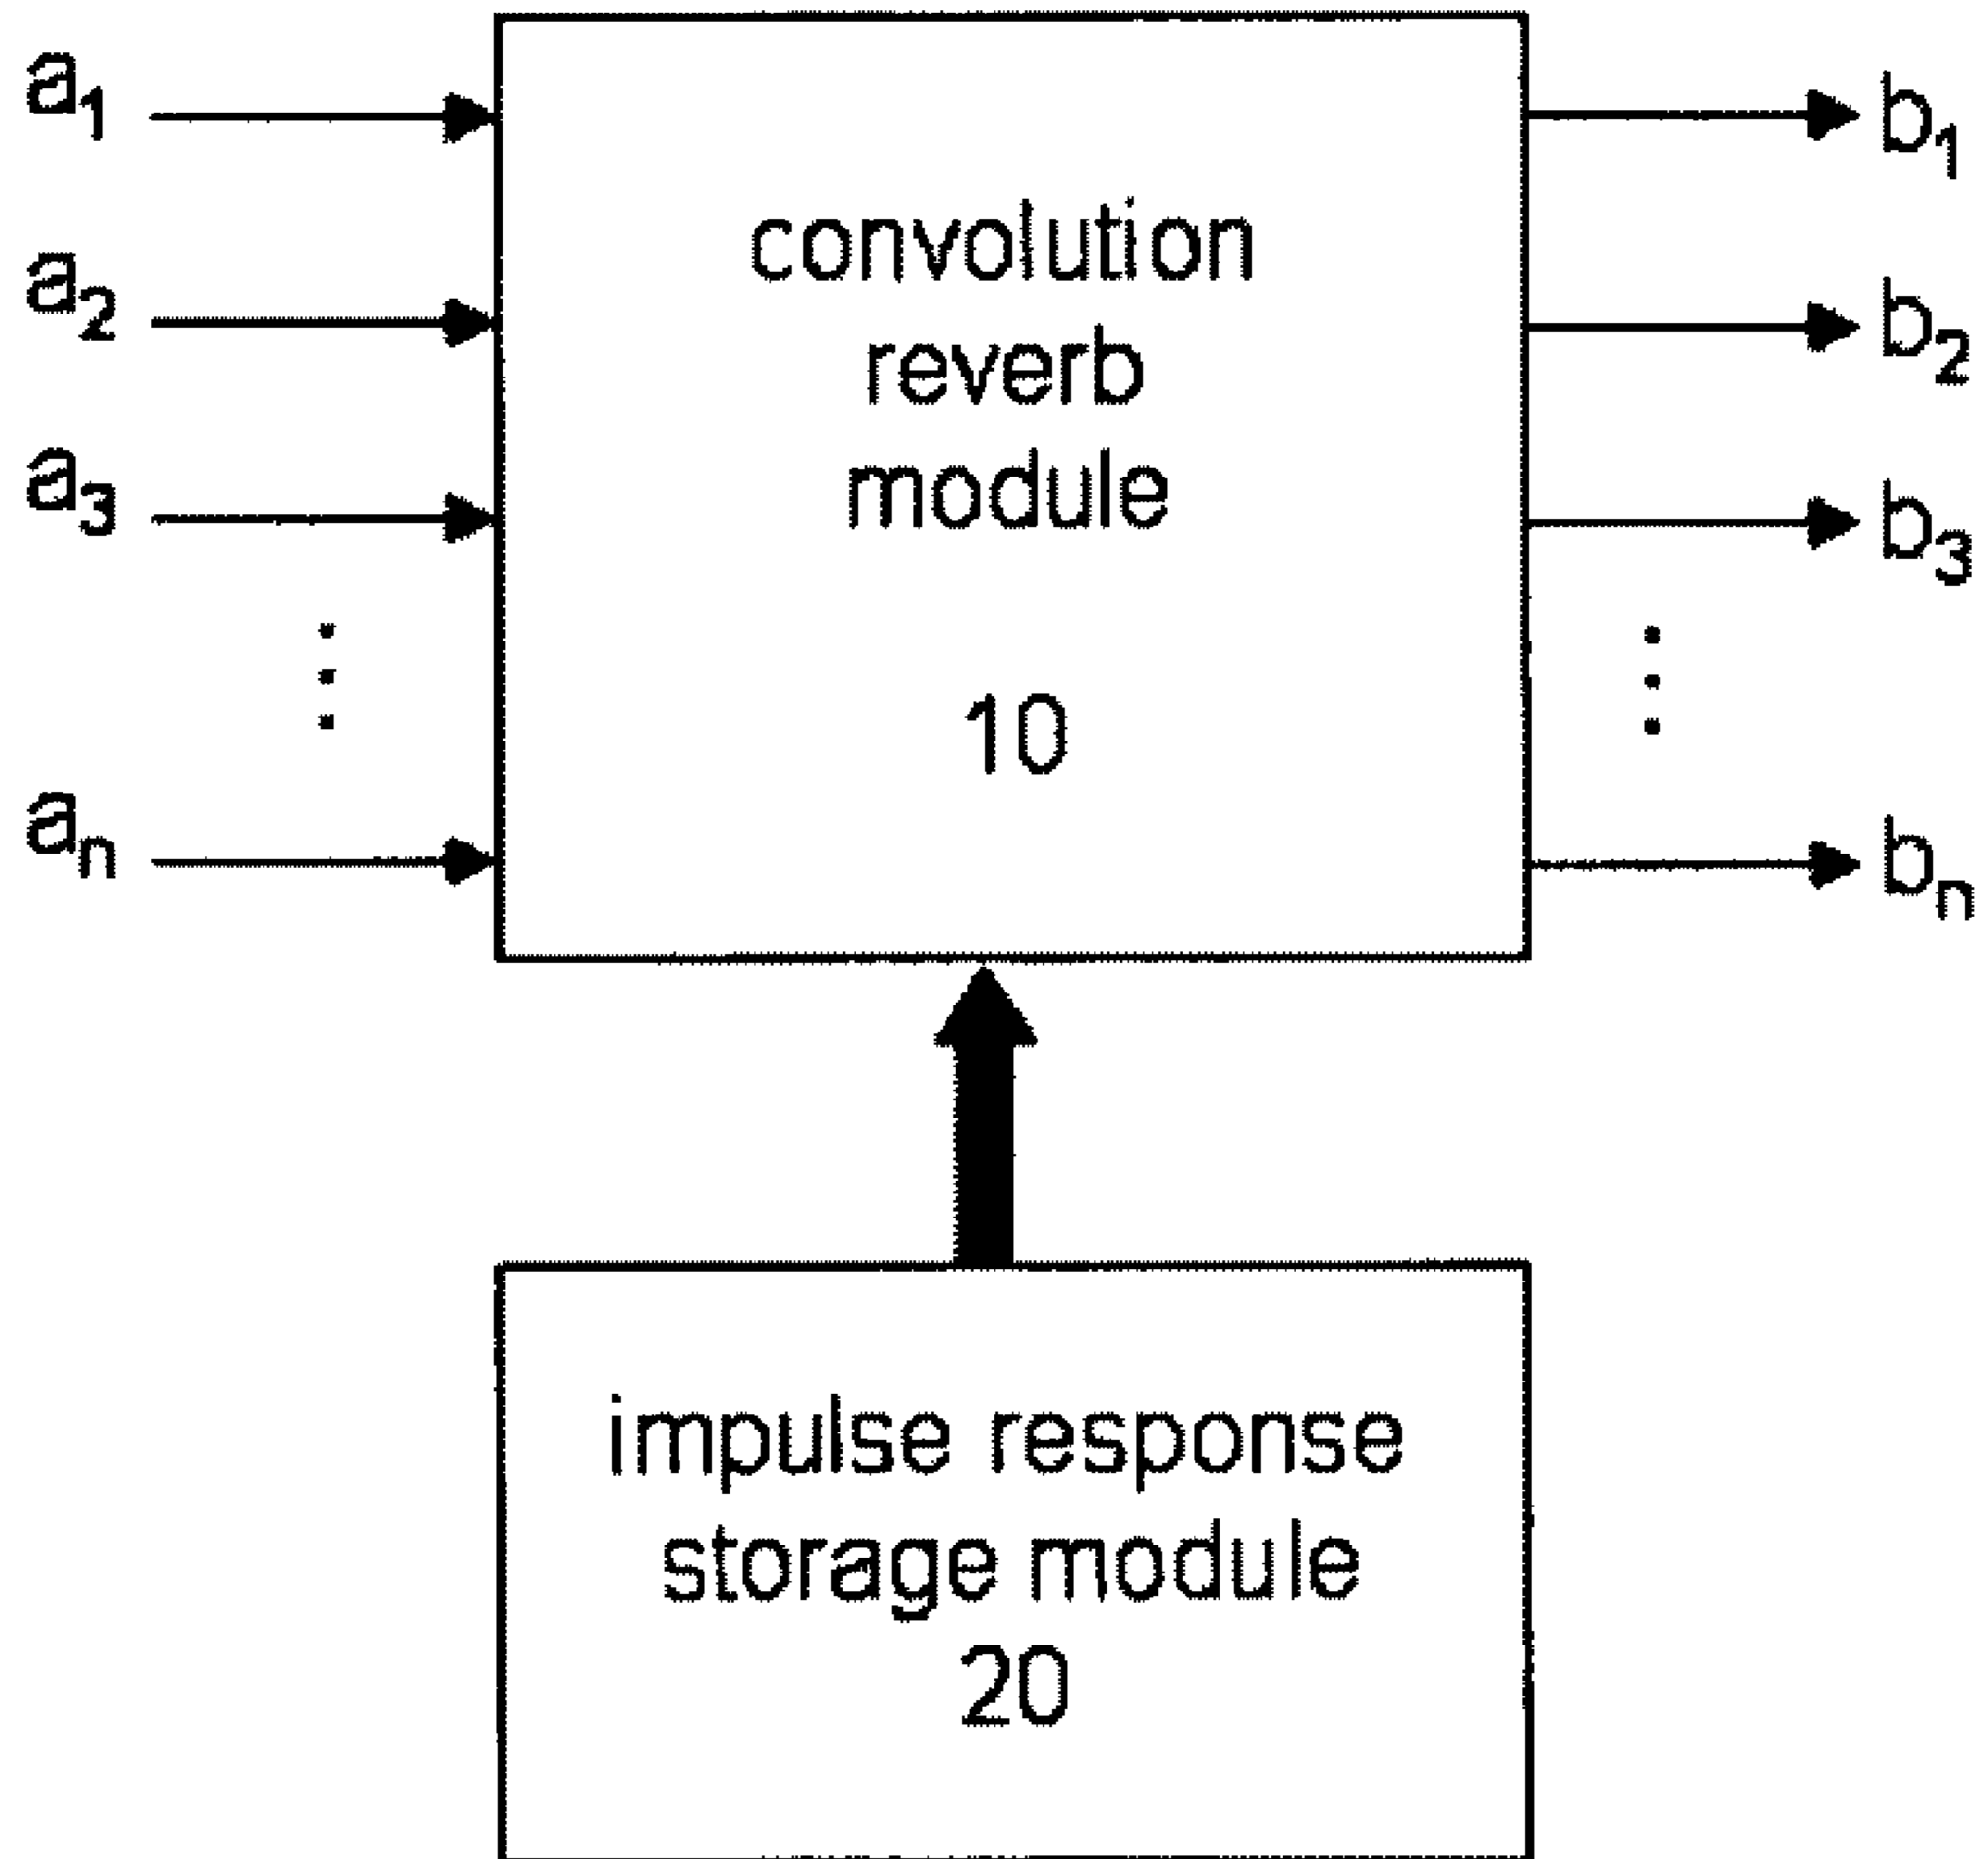 a1
b1
convolution
a2
b2
reverb
a3
module
b3
10
an
bn
impulse response
storage module
20